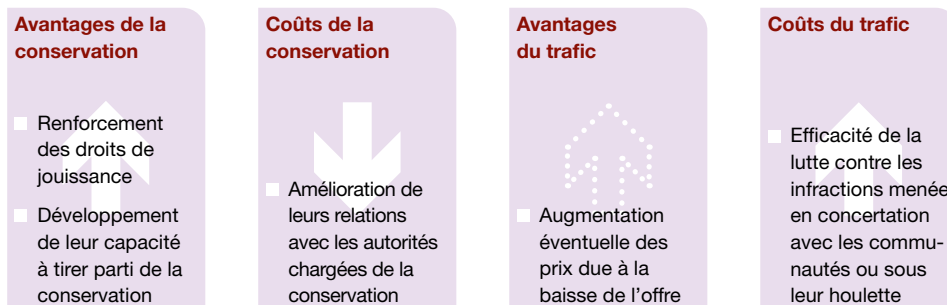 Avantages de la
conservation
Renforcement
des droits de
jouissance
Développement
de leur capacité
à tirer parti de la
conservation
Coûts de la
conservation
Amélioration de
leurs relations
avec les autorités
chargées de la
conservation
Avantages
du trafic
Augmentation
éventuelle des
prix due à la
baisse de l’offre
Coûts du trafic
Efficacité de la
lutte contre les
infractions menée
en concertation
avec les commu-
nautés ou sous
leur houlette